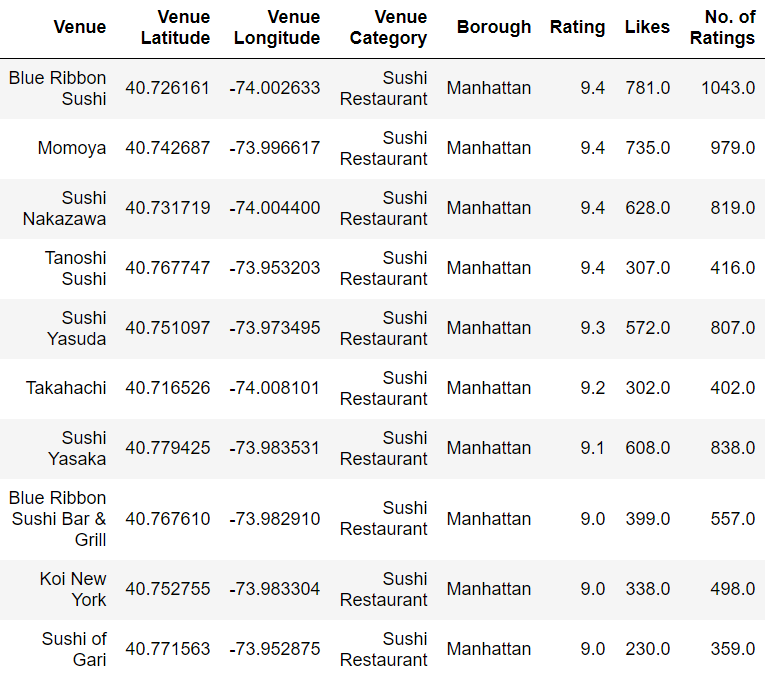 Venue Venue Latitude Venue Longitude Venue Category Borough Rating Likes No. of Ratings
Blue Ribbon Sushi 40.726161 -74.002633 Sushi Restaurant Manhattan 9.4 781.0 1043.0
Momoya 40.742687 -73.996617 Sushi Restaurant Manhattan 9.4 735.0 979.0
Sushi Nakazawa 40.731719 -74.004400 Sushi Restaurant Manhattan 9.4 628.0 819.0
Tanoshi Sushi 40.767747 -73.953203 Sushi Restaurant Manhattan 9.4 307.0 416.0
Sushi Yasuda 40.751097 -73.973495 Sushi Restaurant Manhattan 9.3 572.0 807.0
Takahachi 40.716526 -74.008101 Sushi Restaurant Manhattan 9.2 302.0 402.0
Sushi Yasaka 40.779425 -73.983531 Sushi Restaurant Manhattan 9.1 608.0 838.0
Blue Ribbon Sushi Bar & Grill 40.767610 -73.982910 Sushi Restaurant Manhattan 9.0 399.0 557.0
Koi New York 40.752755 -73.983304 Sushi Restaurant Manhattan 9.0 338.0 498.0
Sushi of Gari 40.771563 -73.952875 Sushi Restaurant Manhattan 9.0 230.0 359.0